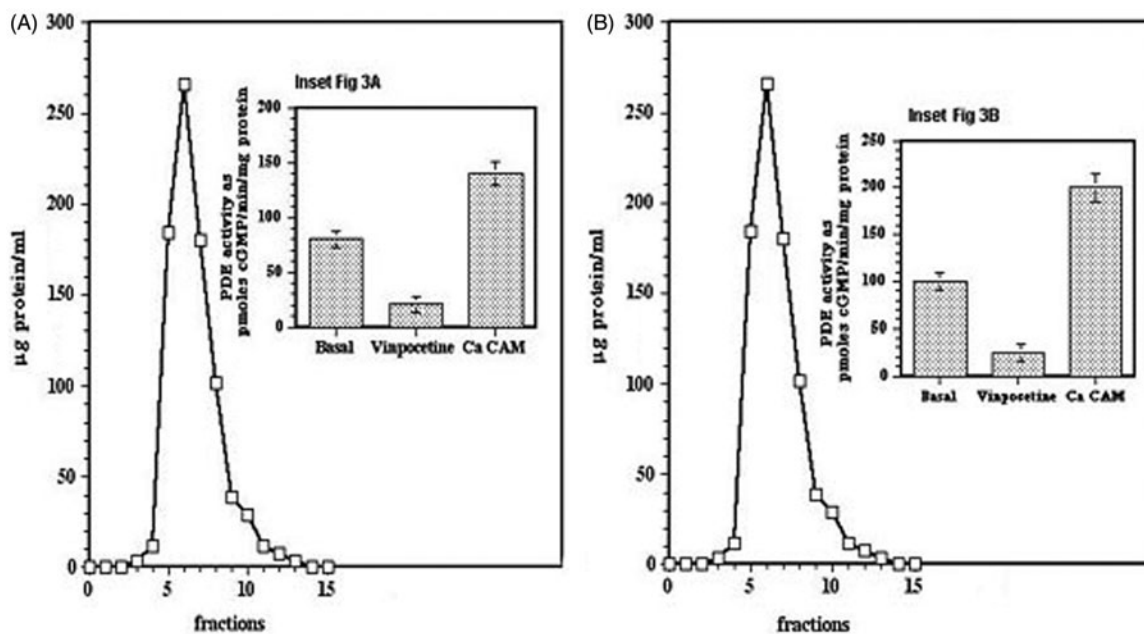 (A)
300
250
200
150
100
50
0
µg protein/ml
0 5 10 15
fractions
Inset Fig 3A
PDE activity as
pmoles cGMP/min/mg protein
200
150
100
50
0
Basal Vinpocetine Ca CAM
(B)
300
250
200
150
100
50
0
µg protein/ml
0 5 10 15
fractions
Inset Fig 3B
PDE activity as
pmoles cGMP/min/mg protein
250
200
150
100
50
0
Basal Vinpocetine Ca CAM